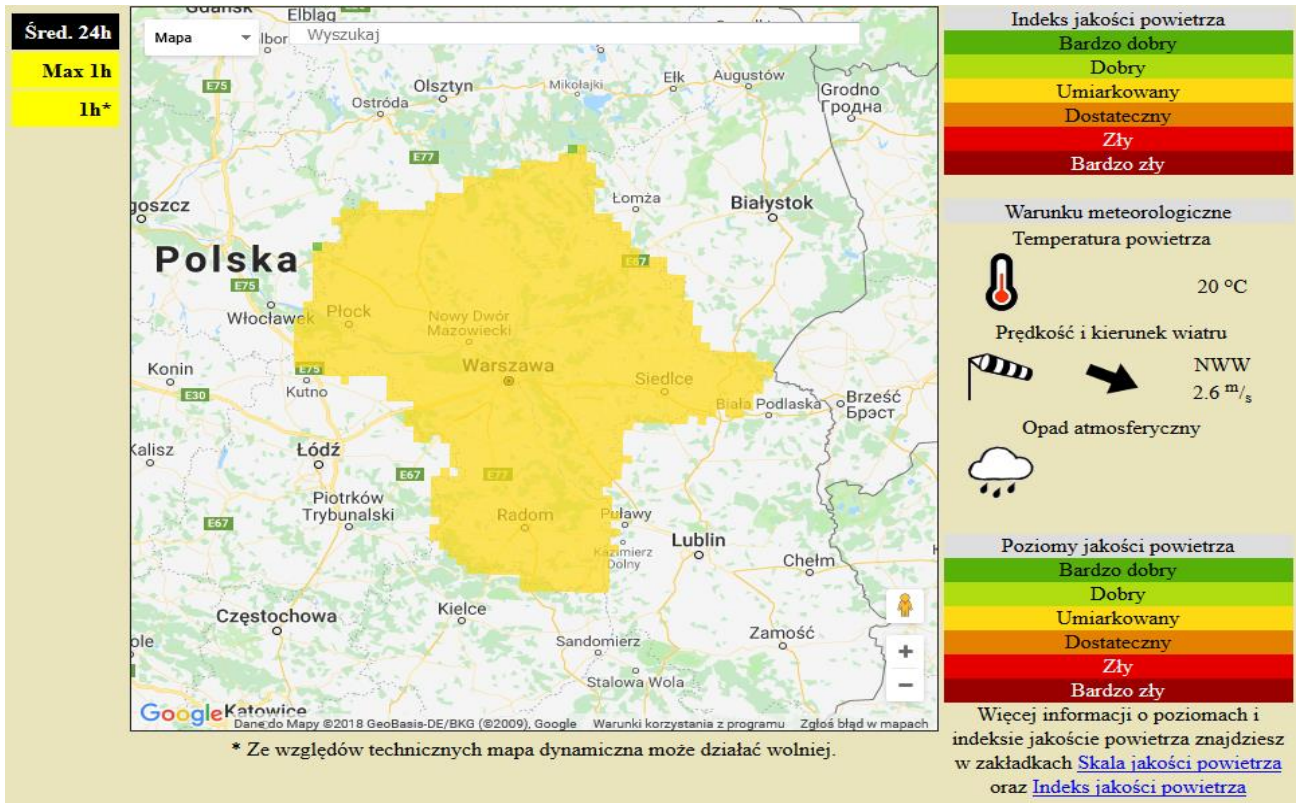 Śred. 24h
Max 1h
1h*
Mapa
Wyszukaj
Gdańsk
Elbląg
Olsztyn
Mikołajki
Ełk
Augustów
Ostróda
Grodno
Гродна
E75
E77
Łomża
Białystok
Polska
E67
E75
Włocławek
Płock
Nowy Dwór
Mazowiecki
Warszawa
Siedlce
Konin
E75
Kutno
E30
Biała Podlaska
Brześć
Брэст
Kalisz
Łódź
E67
E77
Piotrków
Trybunalski
E67
Radom
Puławy
Kazimierz
Dolny
Lublin
Chełm
Częstochowa
Kielce
Sandomierz
Zamość
Stalowa Wola
Google
Katowice
Dane do Mapy ©2018 GeoBasis-DE/BKG (©2009), Google
Warunki korzystania z programu
Zgłoś błąd w mapach
* Ze względów technicznych mapa dynamiczna może działać wolniej.
Indeks jakości powietrza
Bardzo dobry
Dobry
Umiarkowany
Dostateczny
Zły
Bardzo zły
Warunku meteorologiczne
Temperatura powietrza
20 °C
Prędkość i kierunek wiatru
NWW
2.6 m/s
Opad atmosferyczny
Poziomy jakości powietrza
Bardzo dobry
Dobry
Umiarkowany
Dostateczny
Zły
Bardzo zły
Więcej informacji o poziomach i
indeksie jakoście powietrza znajdziesz
w zakładkach Skala jakości powietrza
oraz Indeks jakości powietrza